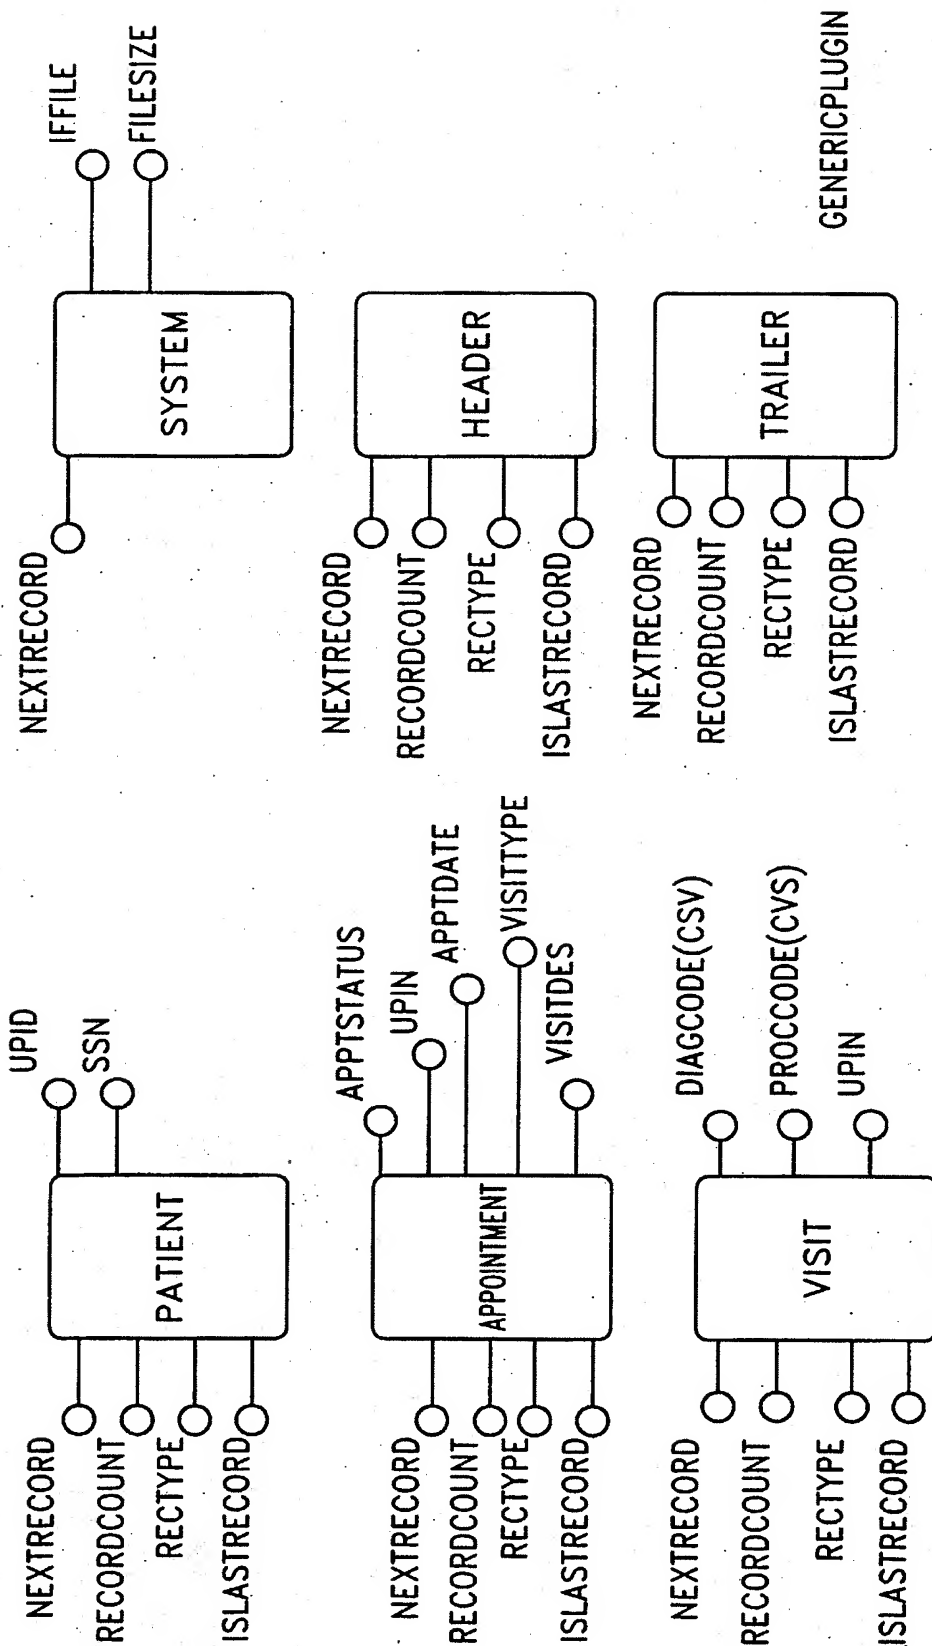 UPID
SSN
PATIENT
NEXTRECORD
RECORDCOUNT
RECTYPE
ISLASTRECORD
APPTSTATUS
UPIN
APPTDATE
VISITTYPE
VISITDES
APPOINTMENT
NEXTRECORD
RECORDCOUNT
RECTYPE
ISLASTRECORD
DIAGCODE(CSV)
PROCCODE(CVS)
UPIN
VISIT
NEXTRECORD
RECORDCOUNT
RECTYPE
ISLASTRECORD
IFFILE
FILESIZE
SYSTEM
NEXTRECORD
HEADER
NEXTRECORD
RECORDCOUNT
RECTYPE
ISLASTRECORD
TRAILER
NEXTRECORD
RECORDCOUNT
RECTYPE
ISLASTRECORD
GENERICPLUGIN